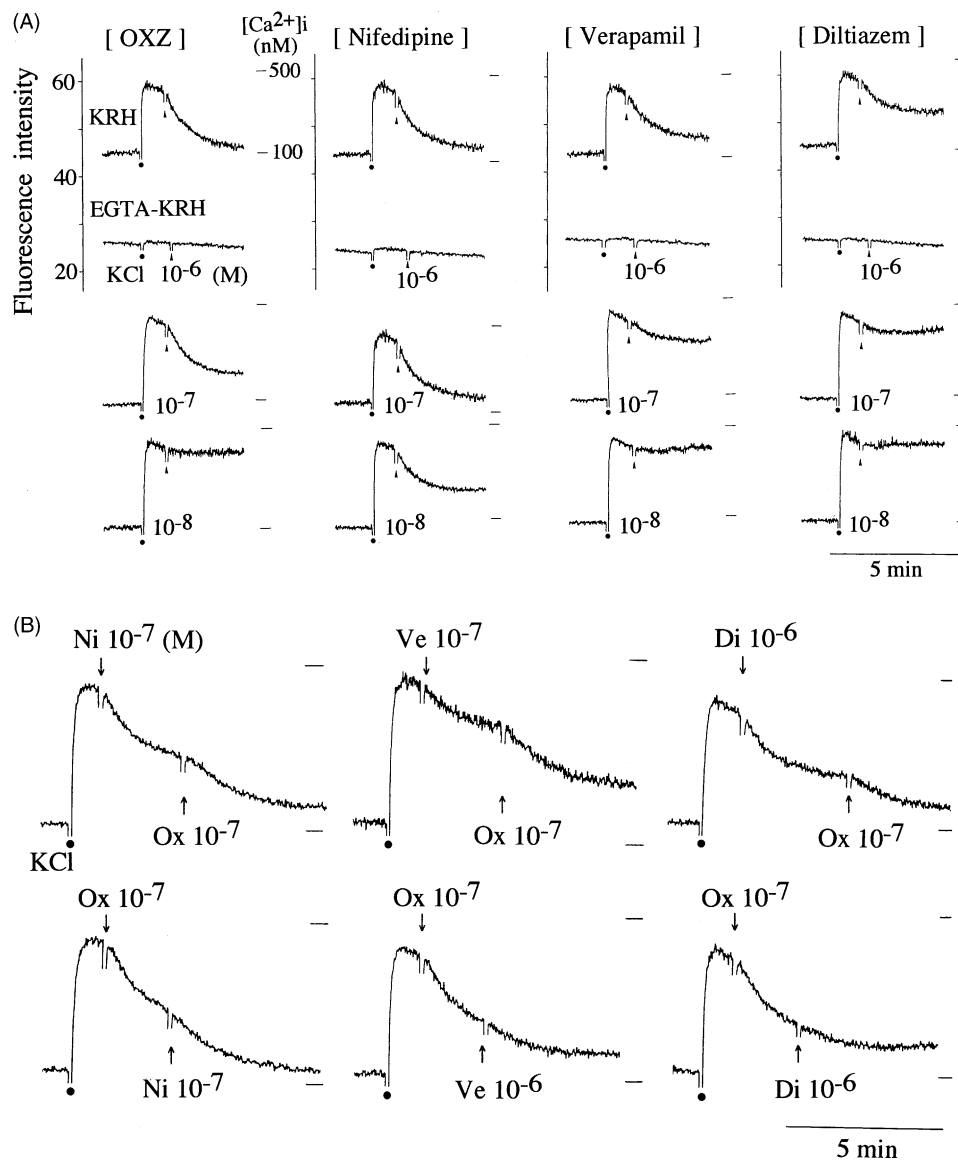 (A)
[ OXZ ]
[Ca2+]i
(nM)
[ Nifedipine ]
[ Verapamil ]
[ Diltiazem ]
Fluorescence intensity
60
40
20
500
100
KRH
EGTA-KRH
KCl
10-6 (M)
10-6
10-6
10-6
10-7
10-7
10-7
10-7
10-8
10-8
10-8
10-8
5 min
(B)
Ni 10-7 (M)
Ve 10-7
Di 10-6
Ox 10-7
Ox 10-7
Ox 10-7
KCl
Ox 10-7
Ox 10-7
Ox 10-7
Ni 10-7
Ve 10-6
Di 10-6
5 min